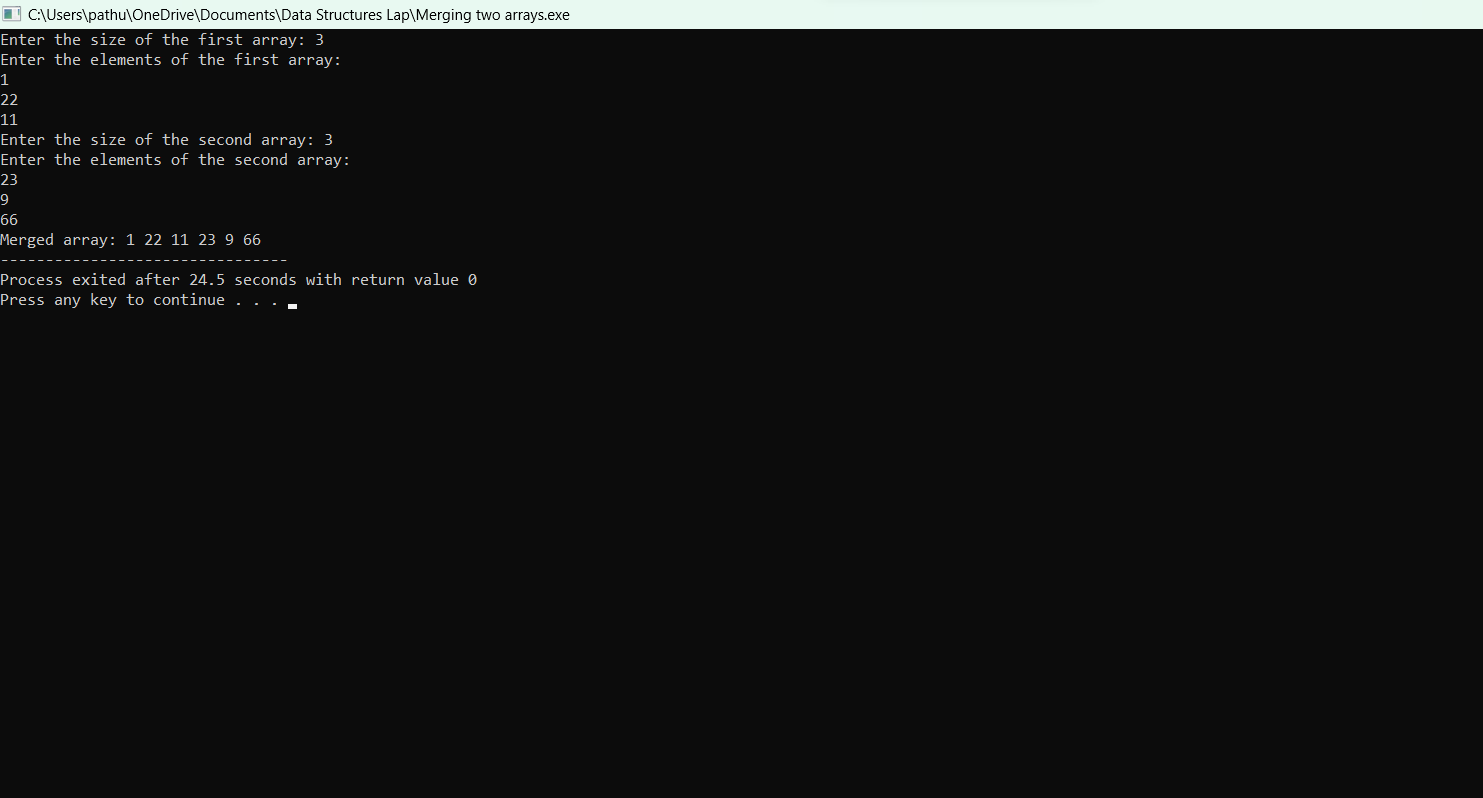 C:\Users\pathu\OneDrive\Documents\Data Structures Lap\Merging two arrays.exe
Enter the size of the first array: 3
Enter the elements of the first array:
1
22
11
Enter the size of the second array: 3
Enter the elements of the second array:
23
9
66
Merged array: 1 22 11 23 9 66
--------------------------------
Process exited after 24.5 seconds with return value 0
Press any key to continue . . .